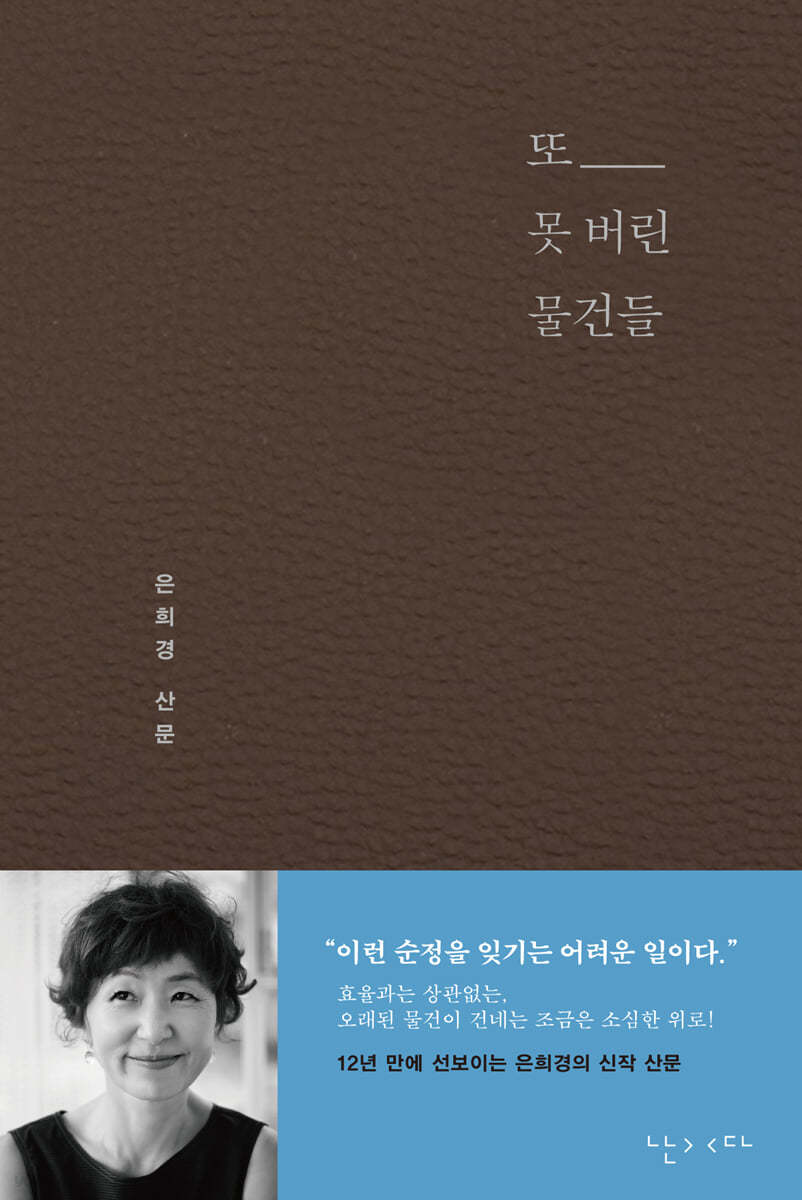 또
못 버린
물건들
은희경 산문
“이런 순정을 잊기는 어려운 일이다.”
효율과는 상관없는,
오래된 물건이 건네는 조금은 소심한 위로!
12년 만에 선보이는 은희경의 신작 산문